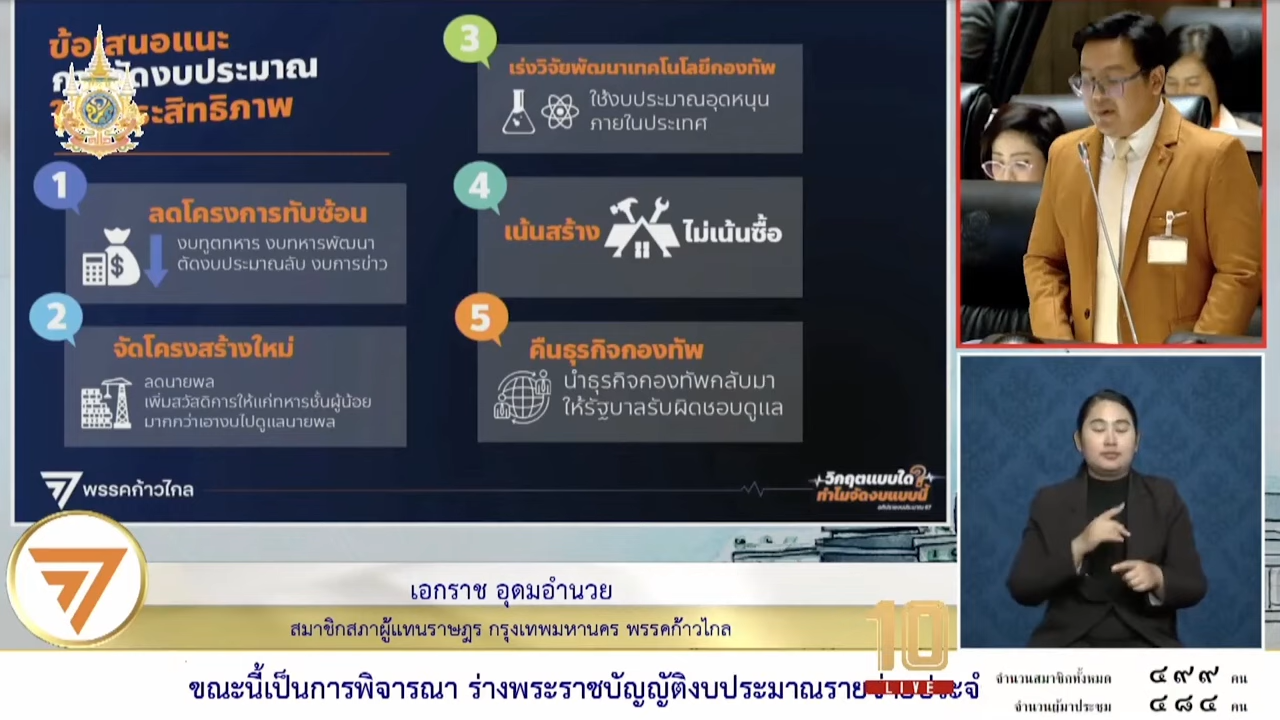 ข้อเสนอแนะ
งบประมาณ
ประสิทธิภาพ
1
ลดโครงการทับซ้อน
งบทูตทหาร งบทหารพัฒนา
ตัดงบประมาณลับ งบการข่าว
2
จัดโครงสร้างใหม่
ลดนายพล
เพิ่มสวัสดิการให้แก่ทหารชั้นผู้น้อย
มากกว่าเอางบไปดูแลนายพล
3
เร่งวิจัยพัฒนาเทคโนโลยีกองทัพ
ใช้งบประมาณอุดหนุน
ภายในประเทศ
4
เน้นสร้าง ไม่เน้นซื้อ
5
คืนธุรกิจกองทัพ
นำธุรกิจกองทัพกลับมา
ให้รัฐบาลรับผิดชอบดูแล
พรรคก้าวไกล
วิกฤตแบบใด?
ทำไมจัดงบแบบนี้
เอกราช อุดมอำนวย
สมาชิกสภาผู้แทนราษฎร กรุงเทพมหานคร พรรคก้าวไกล
10
LIVE
ขณะนี้เป็นการพิจารณา ร่างพระราชบัญญัติงบประมาณราย
จำนวนสมาชิกทั้งหมด ๔๙๙ คน
จำนวนผู้มาประชุม ๔๘๔ คน